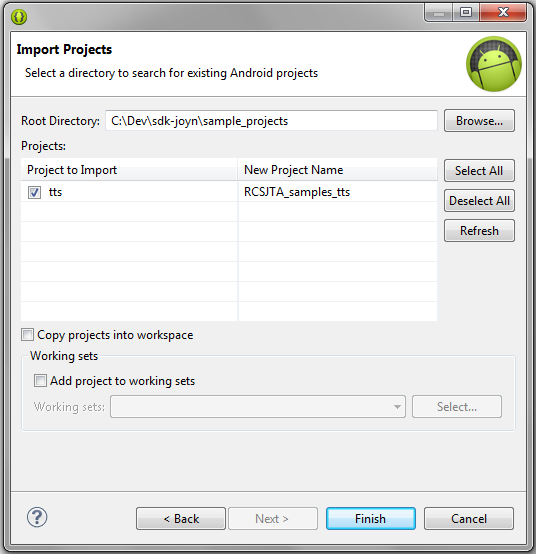 Import Projects
Select a directory to search for existing Android projects
Root Directory: C:\Dev\sdk-joyn\sample_projects Browse...
Projects:
Project to Import New Project Name Select All
tts RCSJTA_samples_tts
Deselect All
Refresh
Copy projects into workspace
Working sets
Add project to working sets
Working sets: Select...
? < Back Next > Finish Cancel